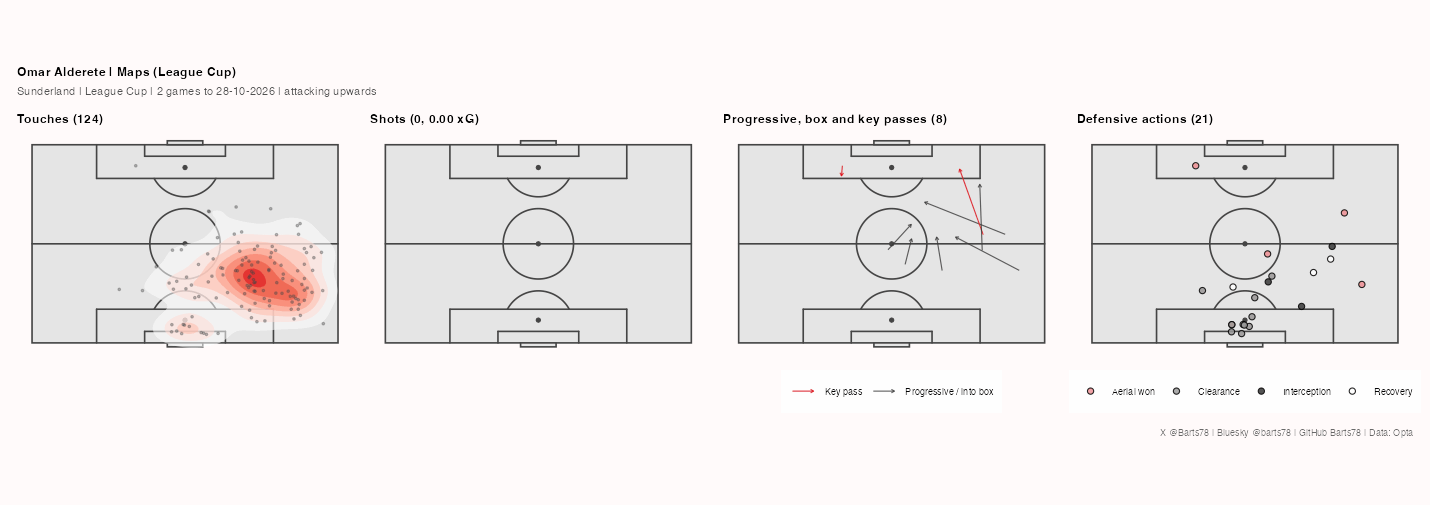 Omar Alderete | Maps (League Cup)
Sunderland | League Cup | 2 games to 28-10-2026 | attacking upwards
Touches (124)
Shots (0, 0.00 xG)
Progressive, box and key passes (8)
Defensive actions (21)
Key pass
Progressive / into box
Aerial won
Clearance
Interception
Recovery
X @Barts78 | Bluesky @barts78 | GitHub Barts78 | Data: Opta